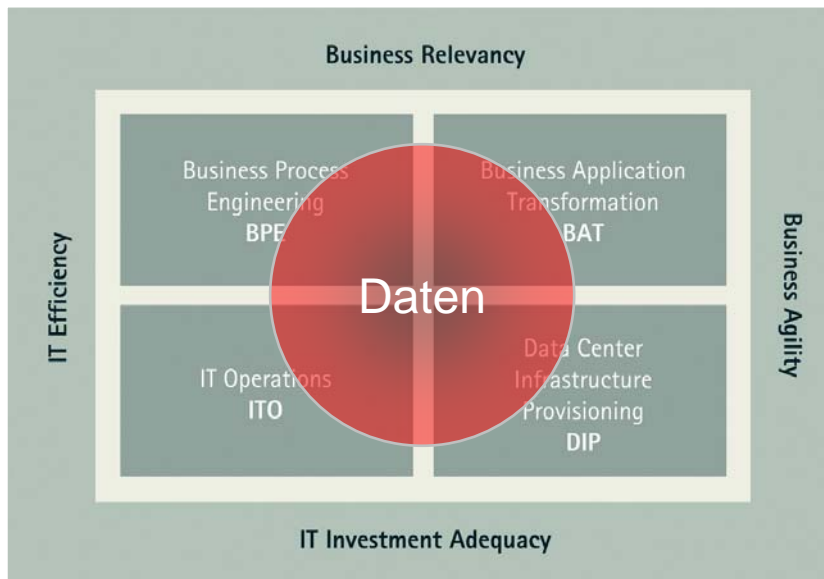 Business Relevancy
Business Process
Engineering
BPE
Business Application
Transformation
BAT
IT Efficiency
Daten
Business Agility
IT Operations
ITO
Data Center
Infrastructure
Provisioning
DIP
IT Investment Adequacy